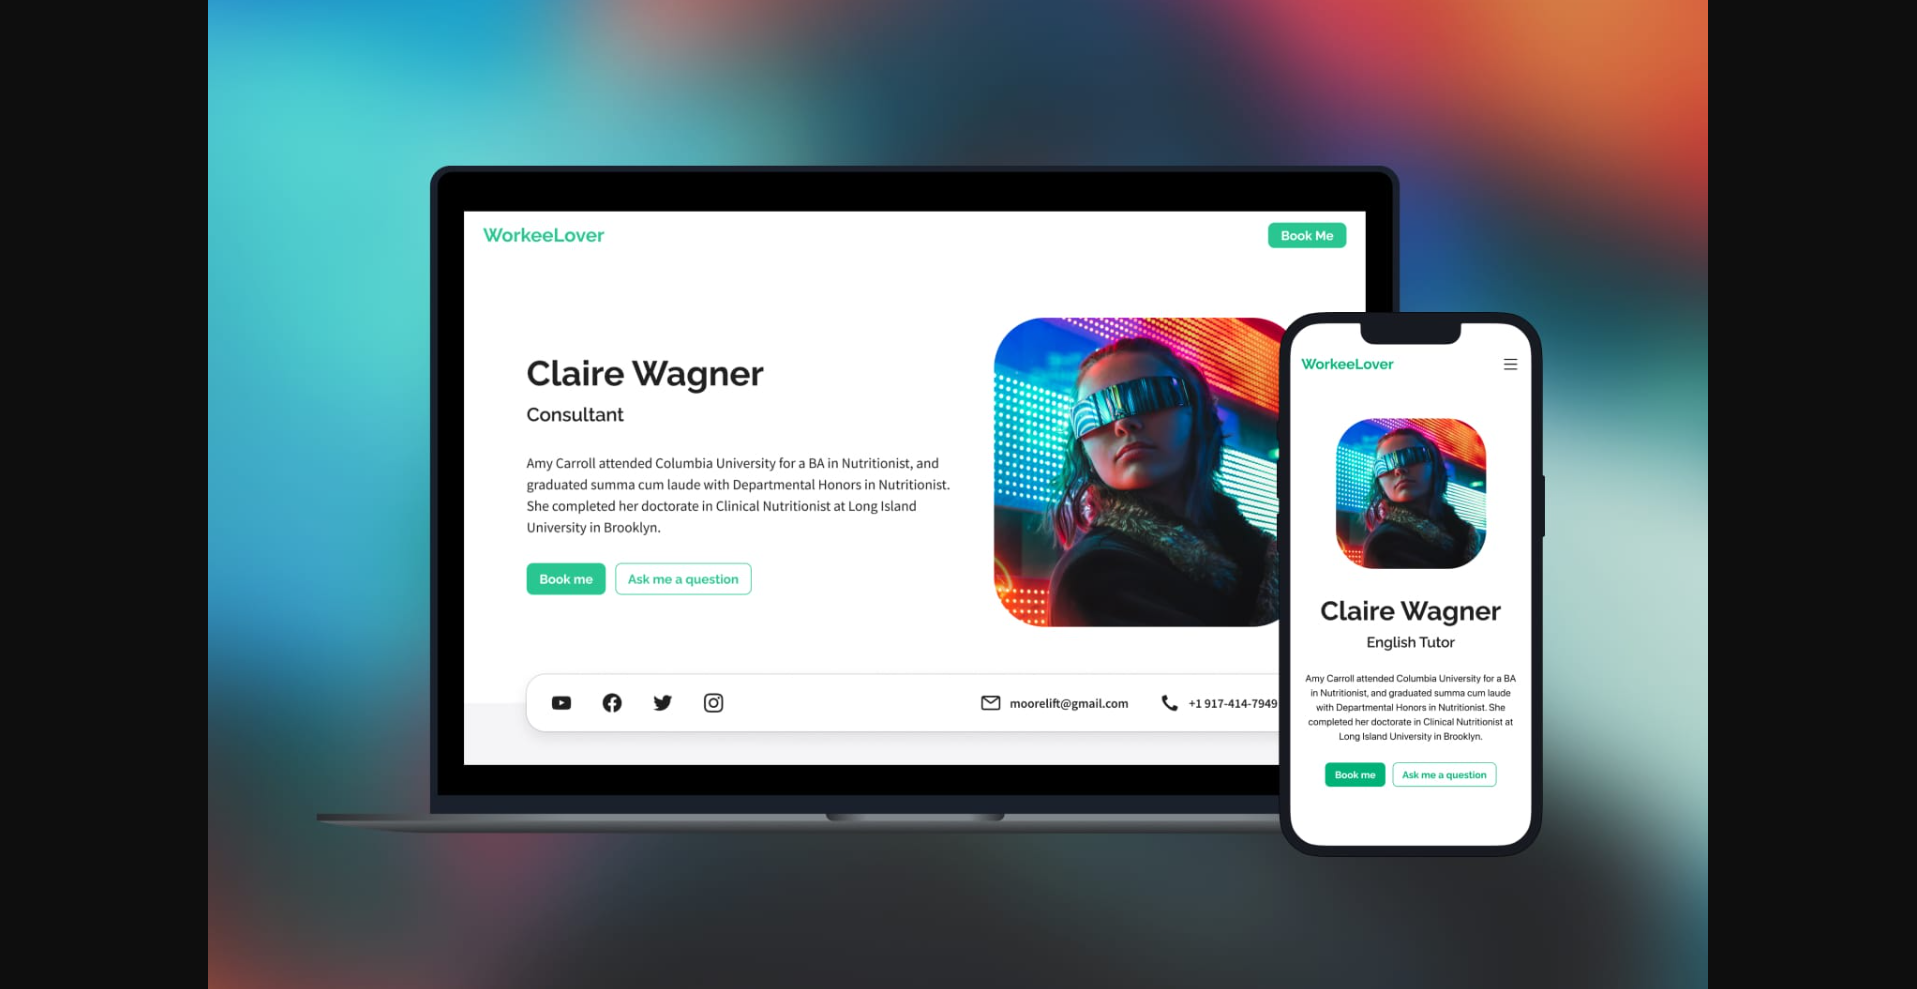 WorkeeLover
Book Me
Claire Wagner
Consultant
Amy Carroll attended Columbia University for a BA in Nutritionist, and
graduated summa cum laude with Departmental Honors in Nutritionist.
She completed her doctorate in Clinical Nutritionist at Long Island
University in Brooklyn.
Book me
Ask me a question
moorelift@gmail.com
+1 917-414-7949
WorkeeLover
Claire Wagner
English Tutor
Amy Carroll attended Columbia University for a BA
in Nutritionist, and graduated summa cum laude
with Departmental Honors in Nutritionist. She
completed her doctorate in Clinical Nutritionist at
Long Island University in Brooklyn.
Book me
Ask me a question